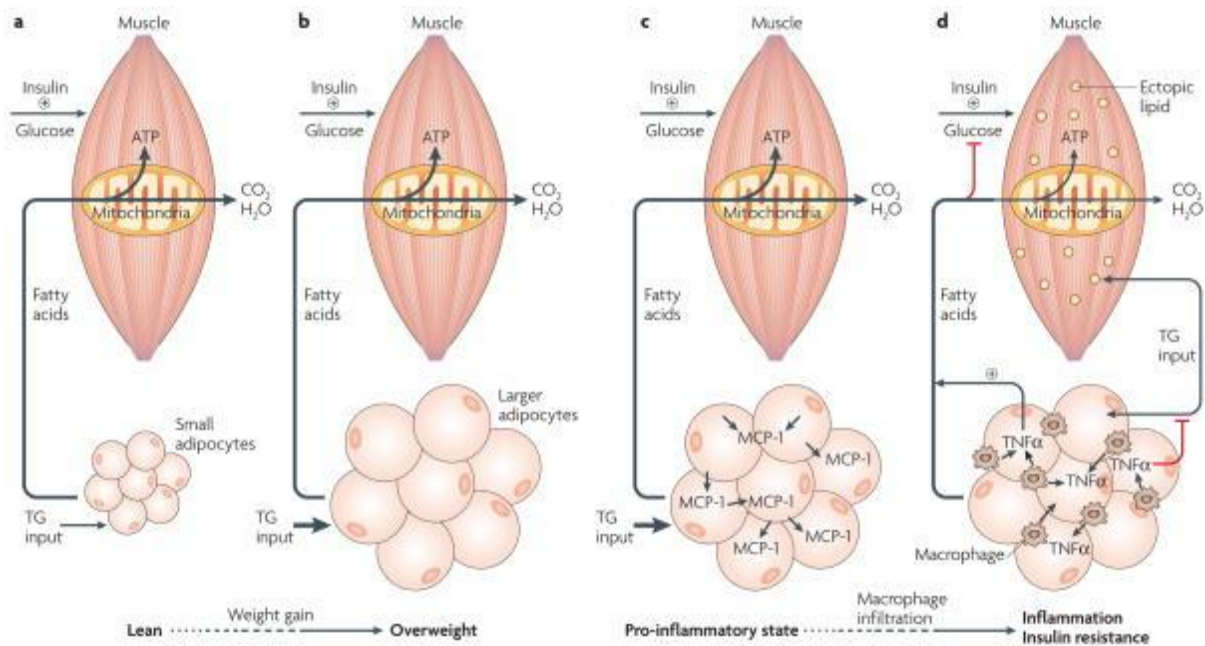 a
Muscle
Insulin
⊕
Glucose
ATP
Mitochondria
CO₂
H₂O
Fatty
acids
Small
adipocytes
TG
input
b
Muscle
Insulin
⊕
Glucose
ATP
Mitochondria
CO₂
H₂O
Fatty
acids
Larger
adipocytes
TG
input
Lean
Weight gain
Overweight
c
Muscle
Insulin
⊕
Glucose
ATP
Mitochondria
CO₂
H₂O
Fatty
acids
MCP-1
MCP-1
MCP-1
MCP-1
MCP-1
MCP-1
TG
input
d
Muscle
Insulin
⊕
Glucose
Ectopic
lipid
ATP
Mitochondria
CO₂
H₂O
Fatty
acids
TG
input
⊕
TNFα
TNFα
TNFα
TNFα
Macrophage
Pro-inflammatory state
Macrophage
infiltration
Inflammation
Insulin resistance